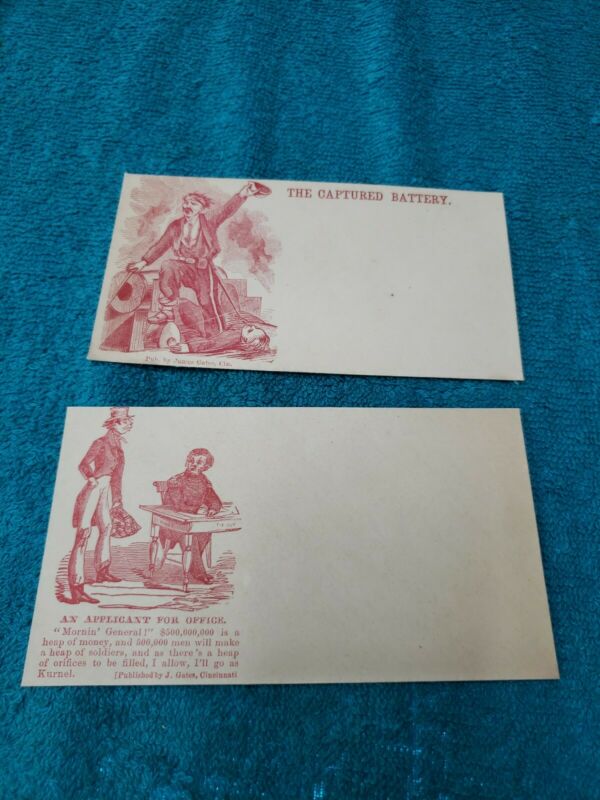 THE CAPTURED BATTERY.
Pub. by James Gates, Cin.
AN APPLICANT FOR OFFICE.
"Mornin' General!" $500,000,000 is a
heap of money, and 500,000 men will make
a heap of soldiers, and as there's a heap
of orifices to be filled, I allow, I'll go as
Kurnel. [Published by J. Gates, Cincinnati